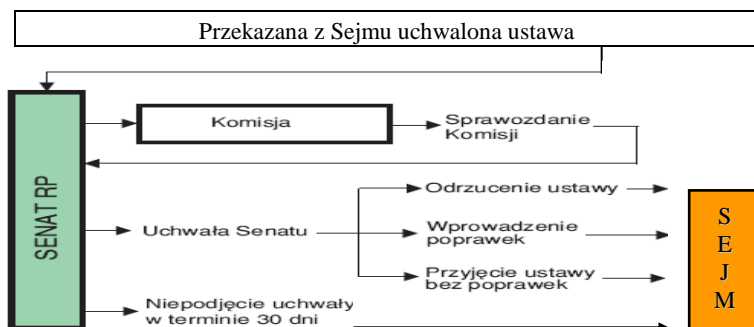 Przekazana z Sejmu uchwalona ustawa
SENAT RP
Komisja
Sprawozdanie
Komisji
Uchwała Senatu
Odrzucenie ustawy
Wprowadzenie
poprawek
Przyjęcie ustawy
bez poprawek
Niepodjęcie uchwały
w terminie 30 dni
S
E
J
M